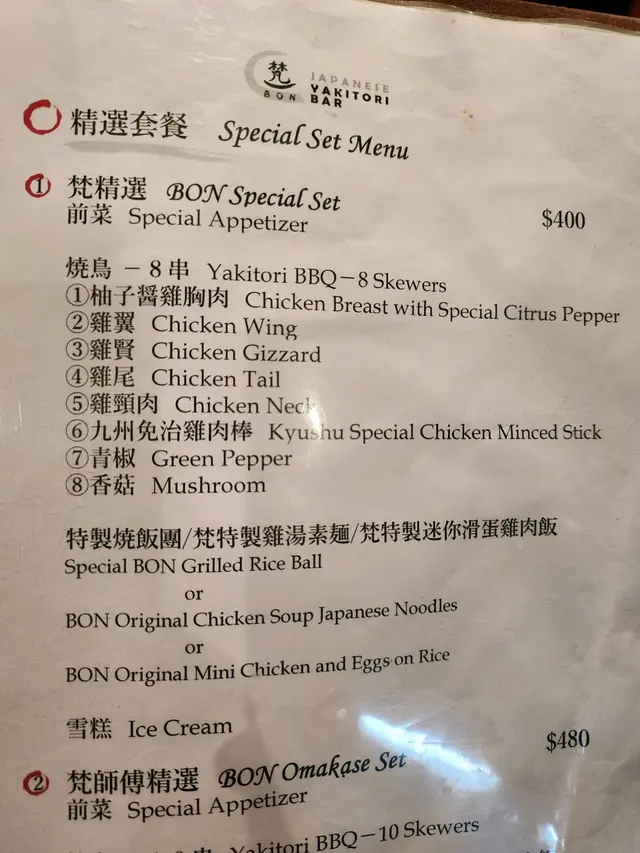 梵
BON
JAPANESE
YAKITORI
BAR
精選套餐 Special Set Menu
① 梵精選 BON Special Set
前菜 Special Appetizer $400
燒鳥 － 8 串 Yakitori BBQ－8 Skewers
①柚子醤雞胸肉 Chicken Breast with Special Citrus Pepper
②雞翼 Chicken Wing
③雞賢 Chicken Gizzard
④雞尾 Chicken Tail
⑤雞頸肉 Chicken Neck
⑥九州免治雞肉棒 Kyushu Special Chicken Minced Stick
⑦青椒 Green Pepper
⑧香菇 Mushroom
特製燒飯團/梵特製雞湯素麺/梵特製迷你滑蛋雞肉飯
Special BON Grilled Rice Ball
or
BON Original Chicken Soup Japanese Noodles
or
BON Original Mini Chicken and Eggs on Rice
雪糕 Ice Cream
$480
② 梵師傅精選 BON Omakase Set
前菜 Special Appetizer
Yakitori BBQ－10 Skewers